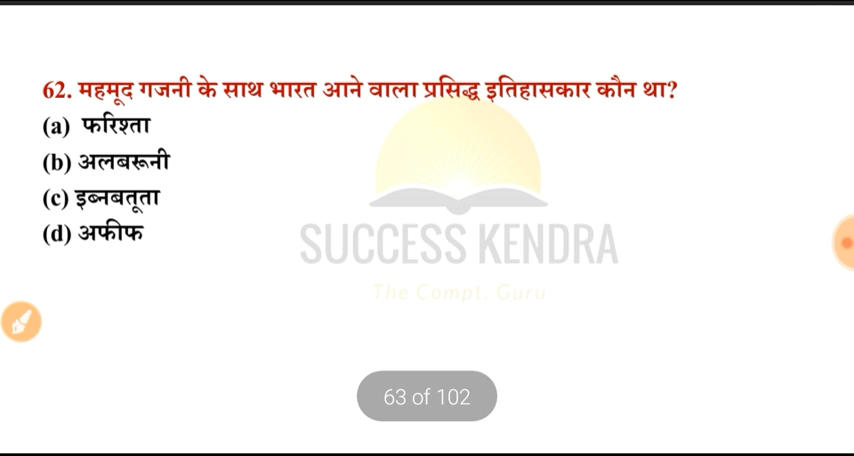 62. महमूद गजनी के साथ भारत आने वाला प्रसिद्ध इतिहासकार कौन था?
(a) फरिश्ता
(b) अलबरूनी
(c) इब्नबतूता
(d) अफीफ
SUCCESS KENDRA
The Compt. Guru
63 of 102